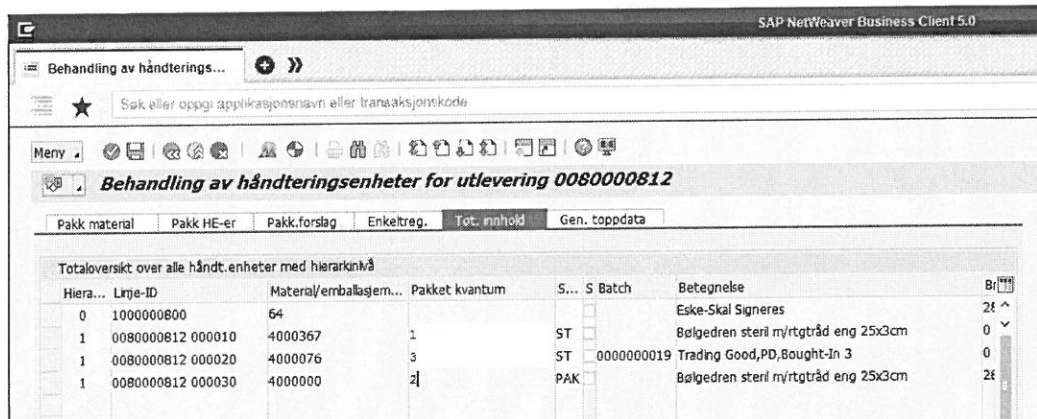 SAP NetWeaver Business Client 5.0
Behandling av håndterings...
Søk eller oppgi applikasjonsnavn eller transaksjonskode
Meny
Behandling av håndteringsenheter for utlevering 0080000812
Pakk material Pakk HE-er Pakk.forslag Enkeltreg. Tot. innhold Gen. toppdata
Totaloversikt over alle håndt.enheter med hierarkinivå
Hiera... Linje-ID Material/emballasjem... Pakket kvantum S... S Batch Betegnelse
0 1000000800 64 Eske-Skal Signeres
1 0080000812 000010 4000367 1 ST Bølgedren steril m/rtgtråd eng 25x3cm 0
1 0080000812 000020 4000076 3 ST 0000000019 Trading Good,PD,Bought-In 3 0
1 0080000812 000030 4000000 2 PAK Bølgedren steril m/rtgtråd eng 25x3cm